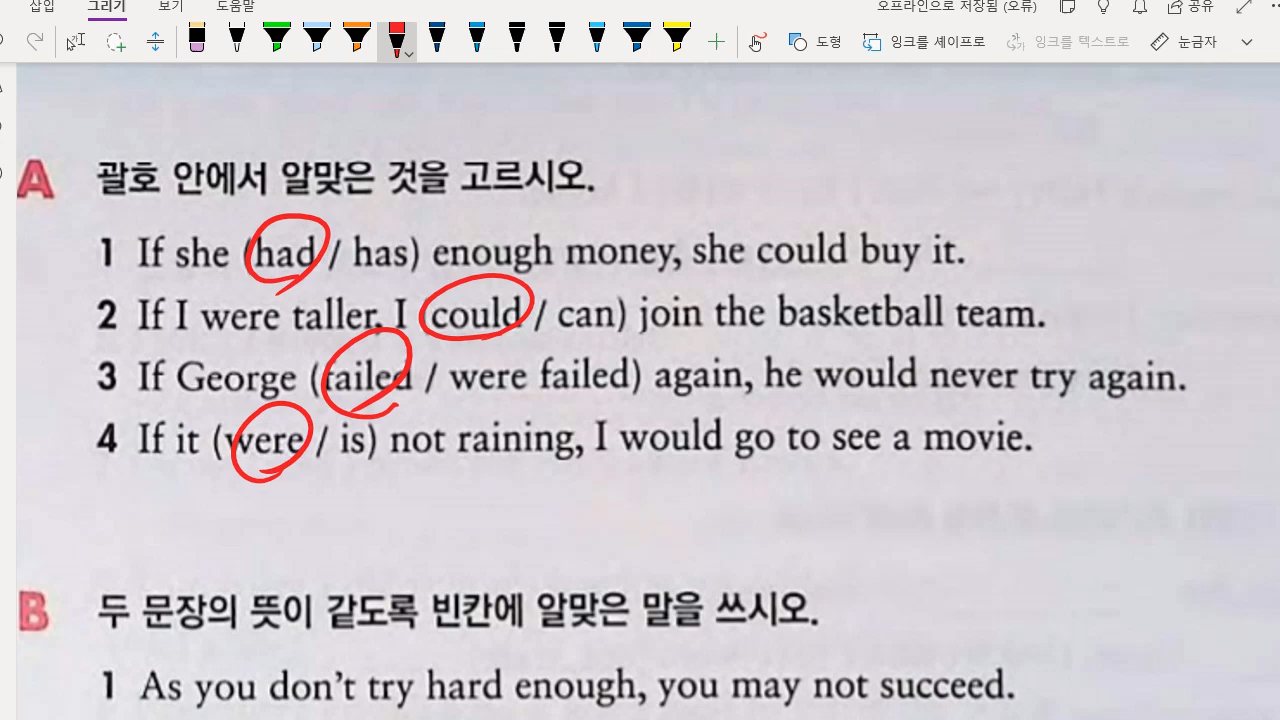 삽입 그리기 보기 도움말 오프라인으로 저장됨 (오류) 공유
도형 잉크를 셰이프로 잉크를 텍스트로 눈금자
A 괄호 안에서 알맞은 것을 고르시오.
1 If she (had / has) enough money, she could buy it.
2 If I were taller, I (could / can) join the basketball team.
3 If George (failed / were failed) again, he would never try again.
4 If it (were / is) not raining, I would go to see a movie.
B 두 문장의 뜻이 같도록 빈칸에 알맞은 말을 쓰시오.
1 As you don't try hard enough, you may not succeed.